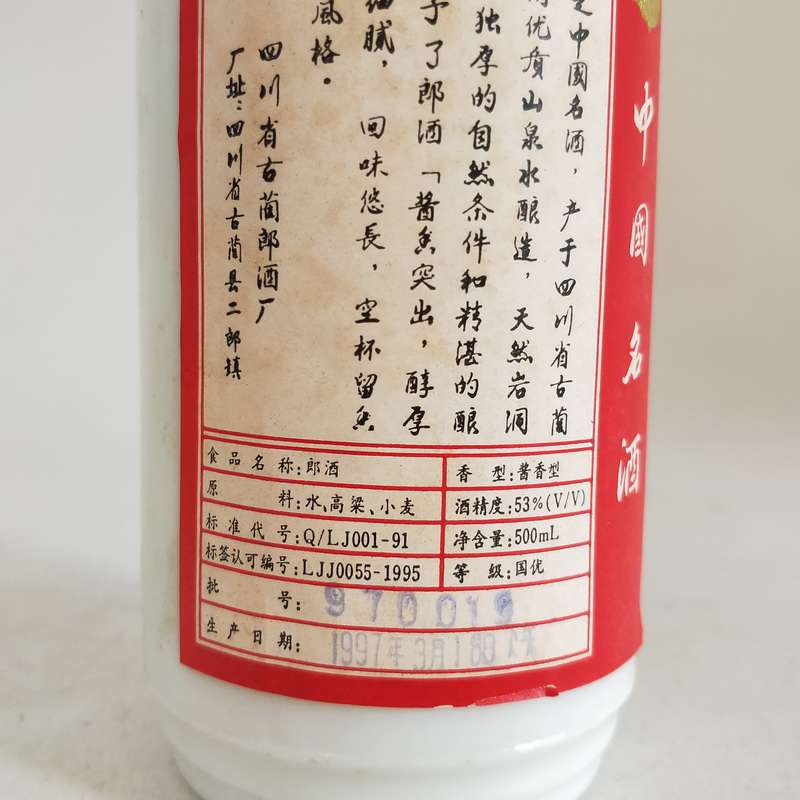 中國名酒
中國名酒，产于四川省古蔺
优质山泉水酿造，天然岩洞
独厚的自然条件和精湛的酿
予了郎酒「酱香突出，醇厚
细腻，回味悠長，空杯留香
風格。
四川省古蔺郎酒厂
厂址：四川省古蔺县二郎镇
食品名称：郎酒
香型：酱香型
原料：水、高粱、小麦
酒精度：53%(V/V)
标准代号：Q/LJ001-91
净含量：500mL
标签认可编号：LJJ0055-1995
等级：国优
批号：970019
生产日期：1997年3月18日